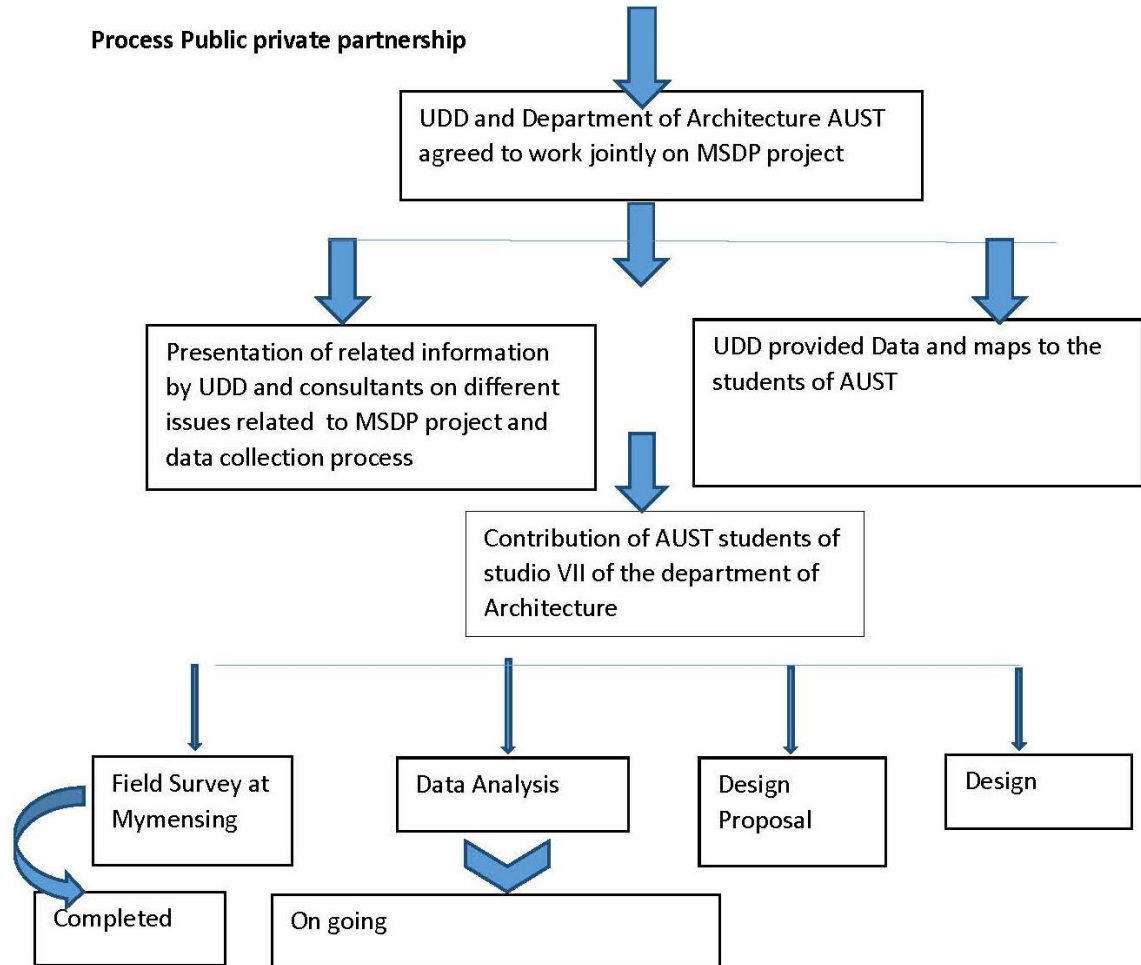 Process Public private partnership
UDD and Department of Architecture AUST
agreed to work jointly on MSDP project
Presentation of related information
by UDD and consultants on different
issues related to MSDP project and
data collection process
UDD provided Data and maps to the
students of AUST
Contribution of AUST students of
studio VII of the department of
Architecture
Field Survey at
Mymensing
Data Analysis
Design
Proposal
Design
Completed
On going